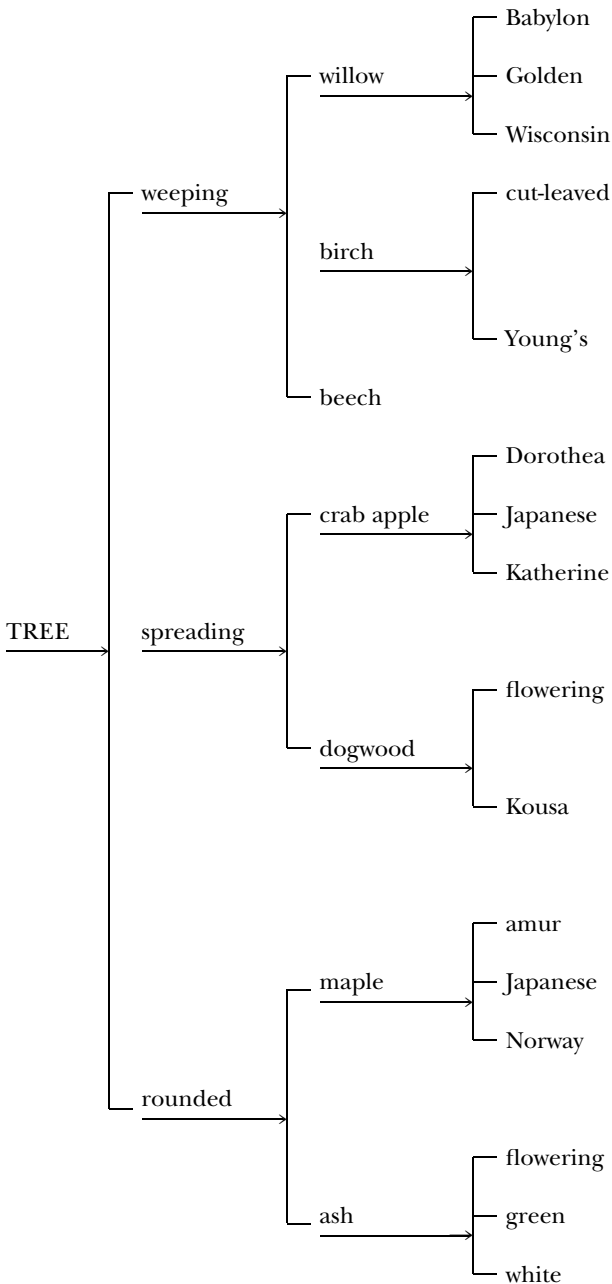 Babylon
willow
Golden
Wisconsin
weeping
cut-leaved
birch
Young's
beech
Dorothea
crab apple
Japanese
Katherine
TREE
spreading
flowering
dogwood
Kousa
amur
maple
Japanese
Norway
rounded
flowering
ash
green
white